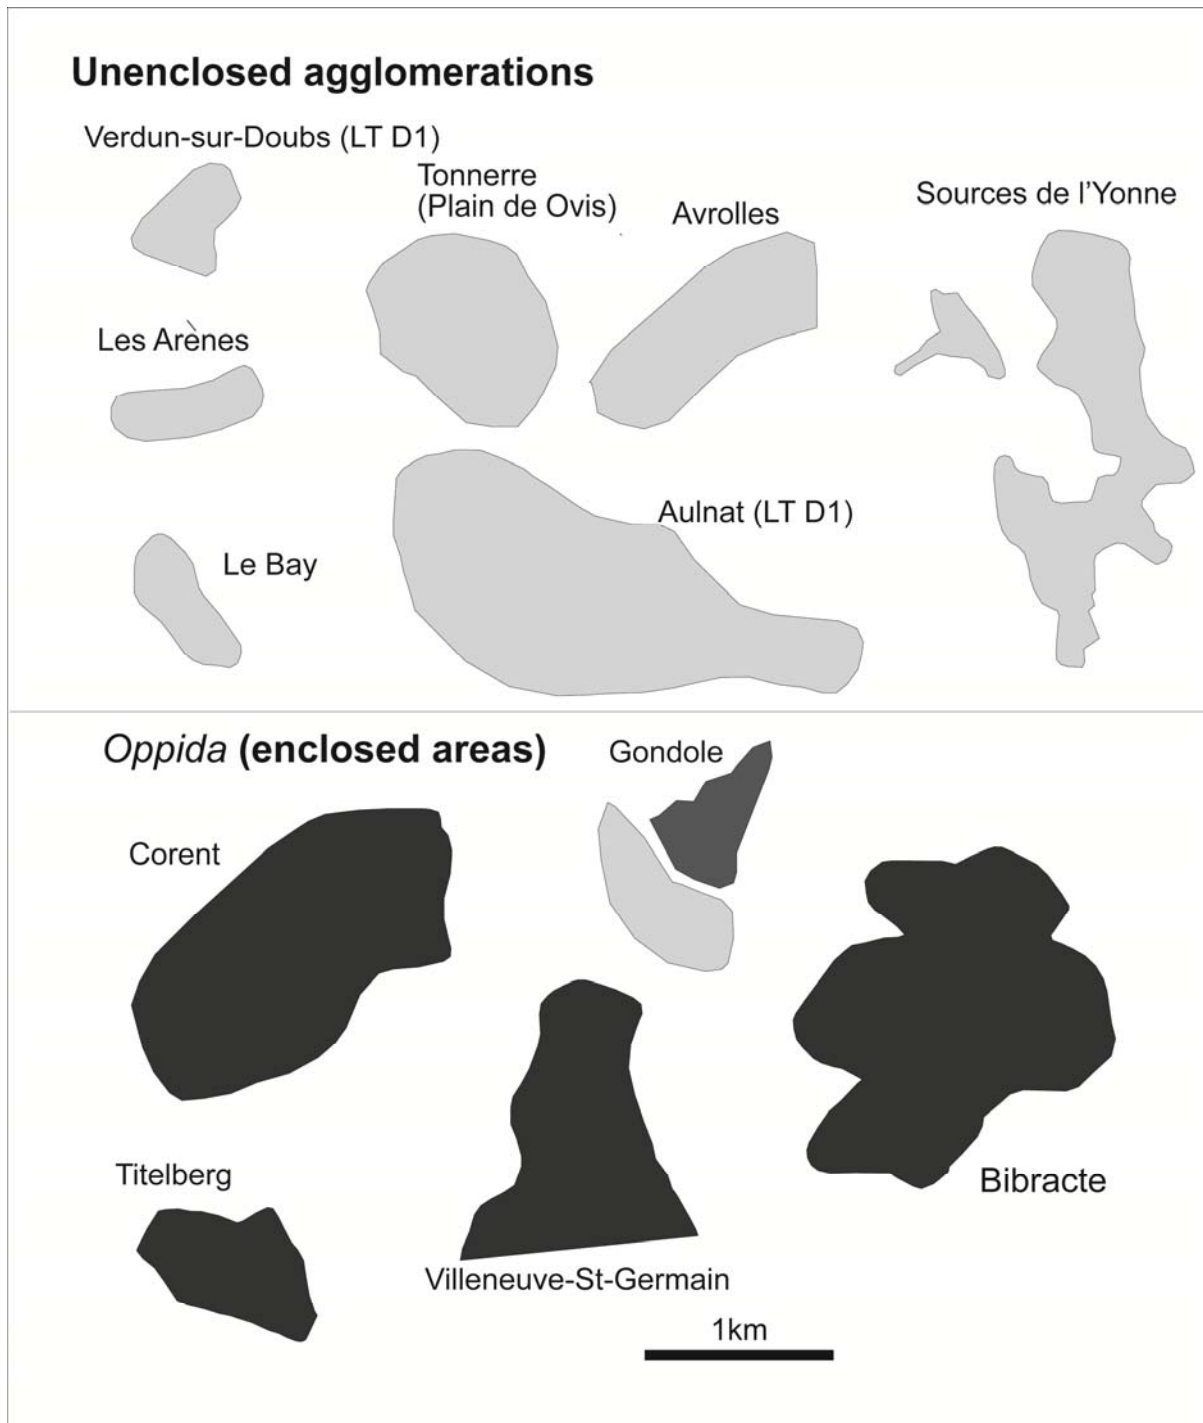 Unenclosed agglomerations
Verdun-sur-Doubs (LT D1)
Tonnerre
(Plain de Ovis)
Avrolles
Sources de l'Yonne
Les Arènes
Aulnat (LT D1)
Le Bay
Oppida (enclosed areas)
Gondole
Corent
Titelberg
Bibracte
Villeneuve-St-Germain
1km